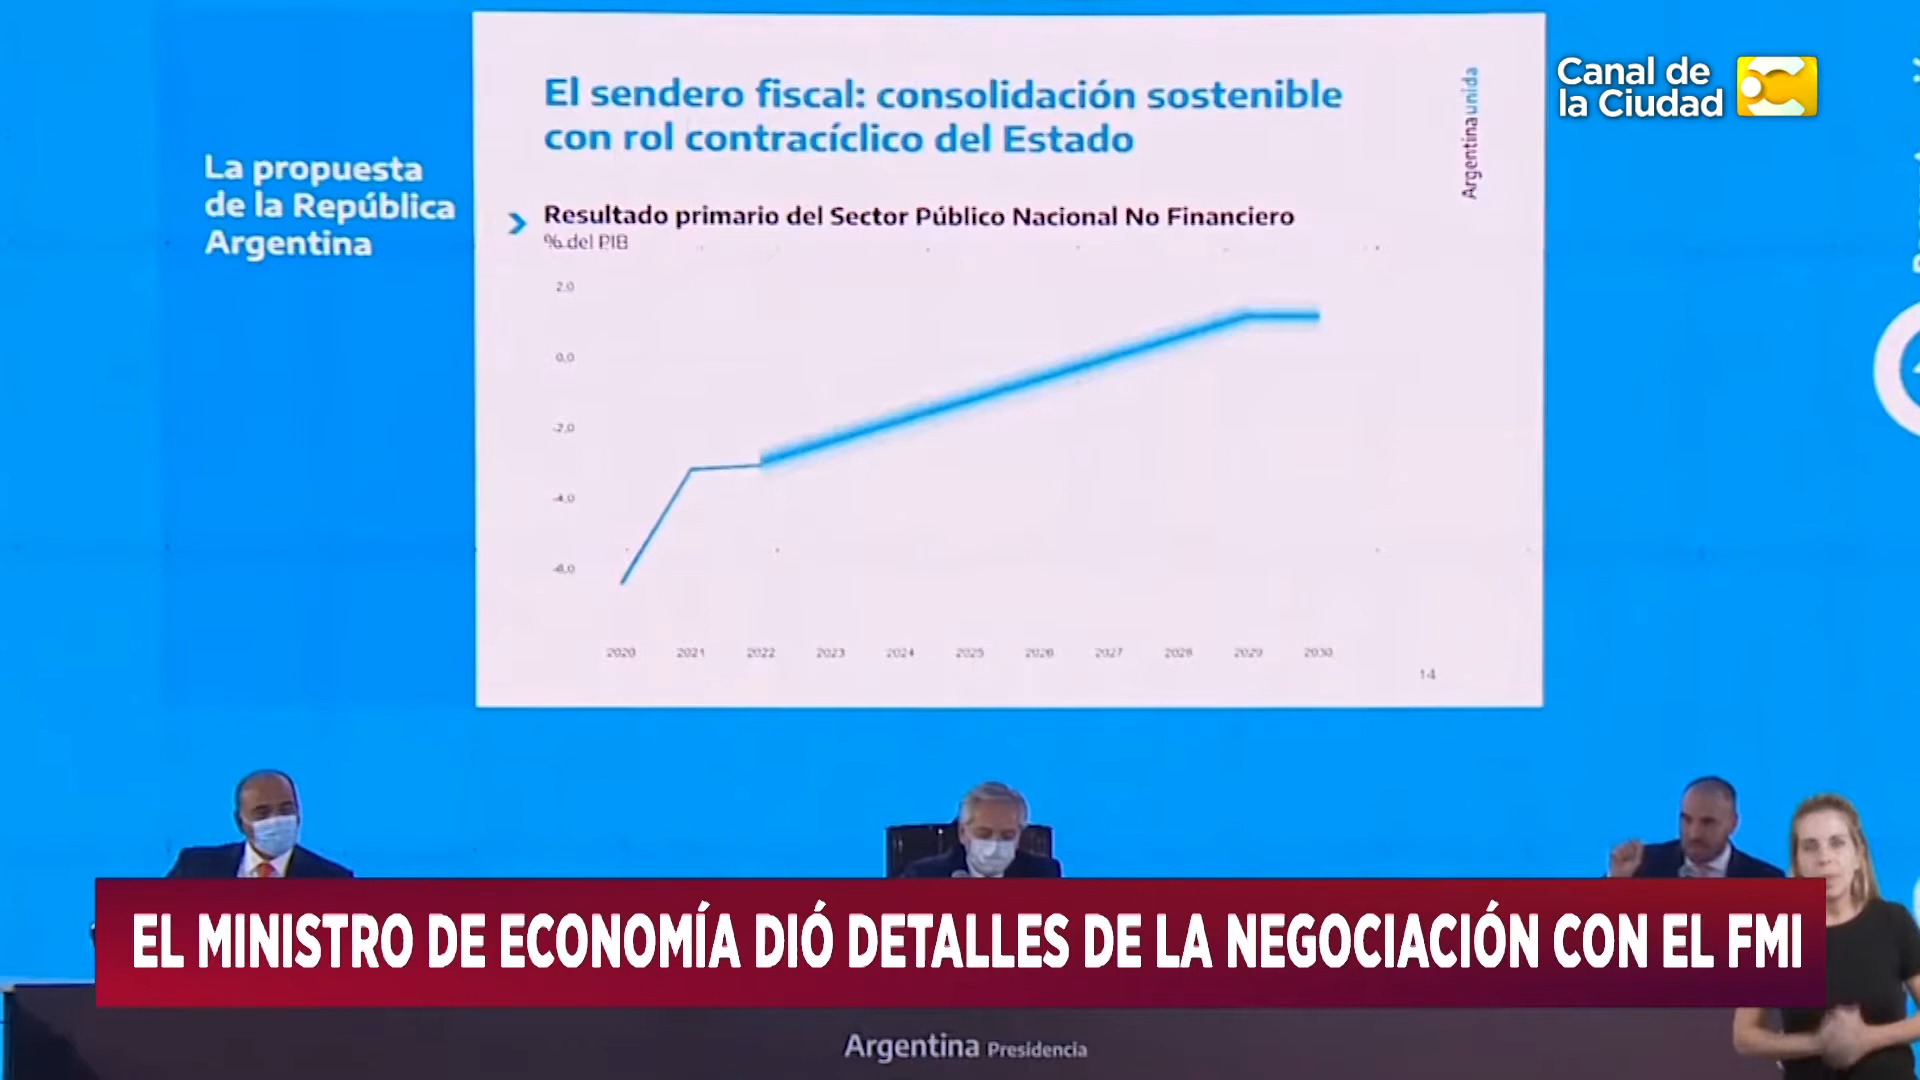 El sendero fiscal: consolidación sostenible
con rol contracíclico del Estado
Argentina unida
Canal de
la Ciudad
La propuesta
de la República
Argentina
Resultado primario del Sector Público Nacional No Financiero
% del PIB
2,0
0,0
-2,0
-4,0
-6,0
2020 2021 2022 2023 2024 2025 2026 2027 2028 2029 2030
14
EL MINISTRO DE ECONOMÍA DIÓ DETALLES DE LA NEGOCIACIÓN CON EL FMI
Argentina Presidencia